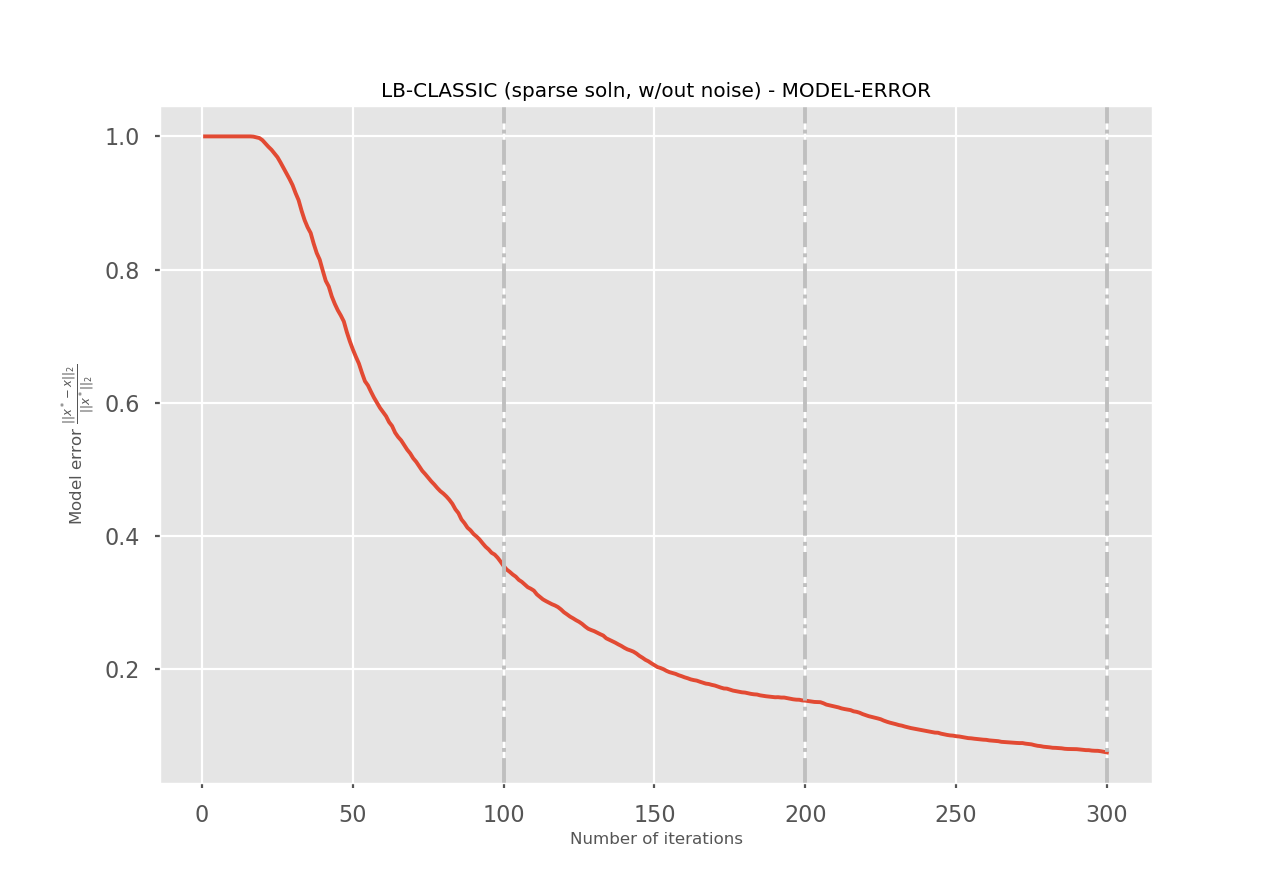 LB-CLASSIC (sparse soln, w/out noise) - MODEL-ERROR
1.0
0.8
0.6
0.4
0.2
Model error ||x* − x||₂ / ||x*||₂
0 50 100 150 200 250 300
Number of iterations